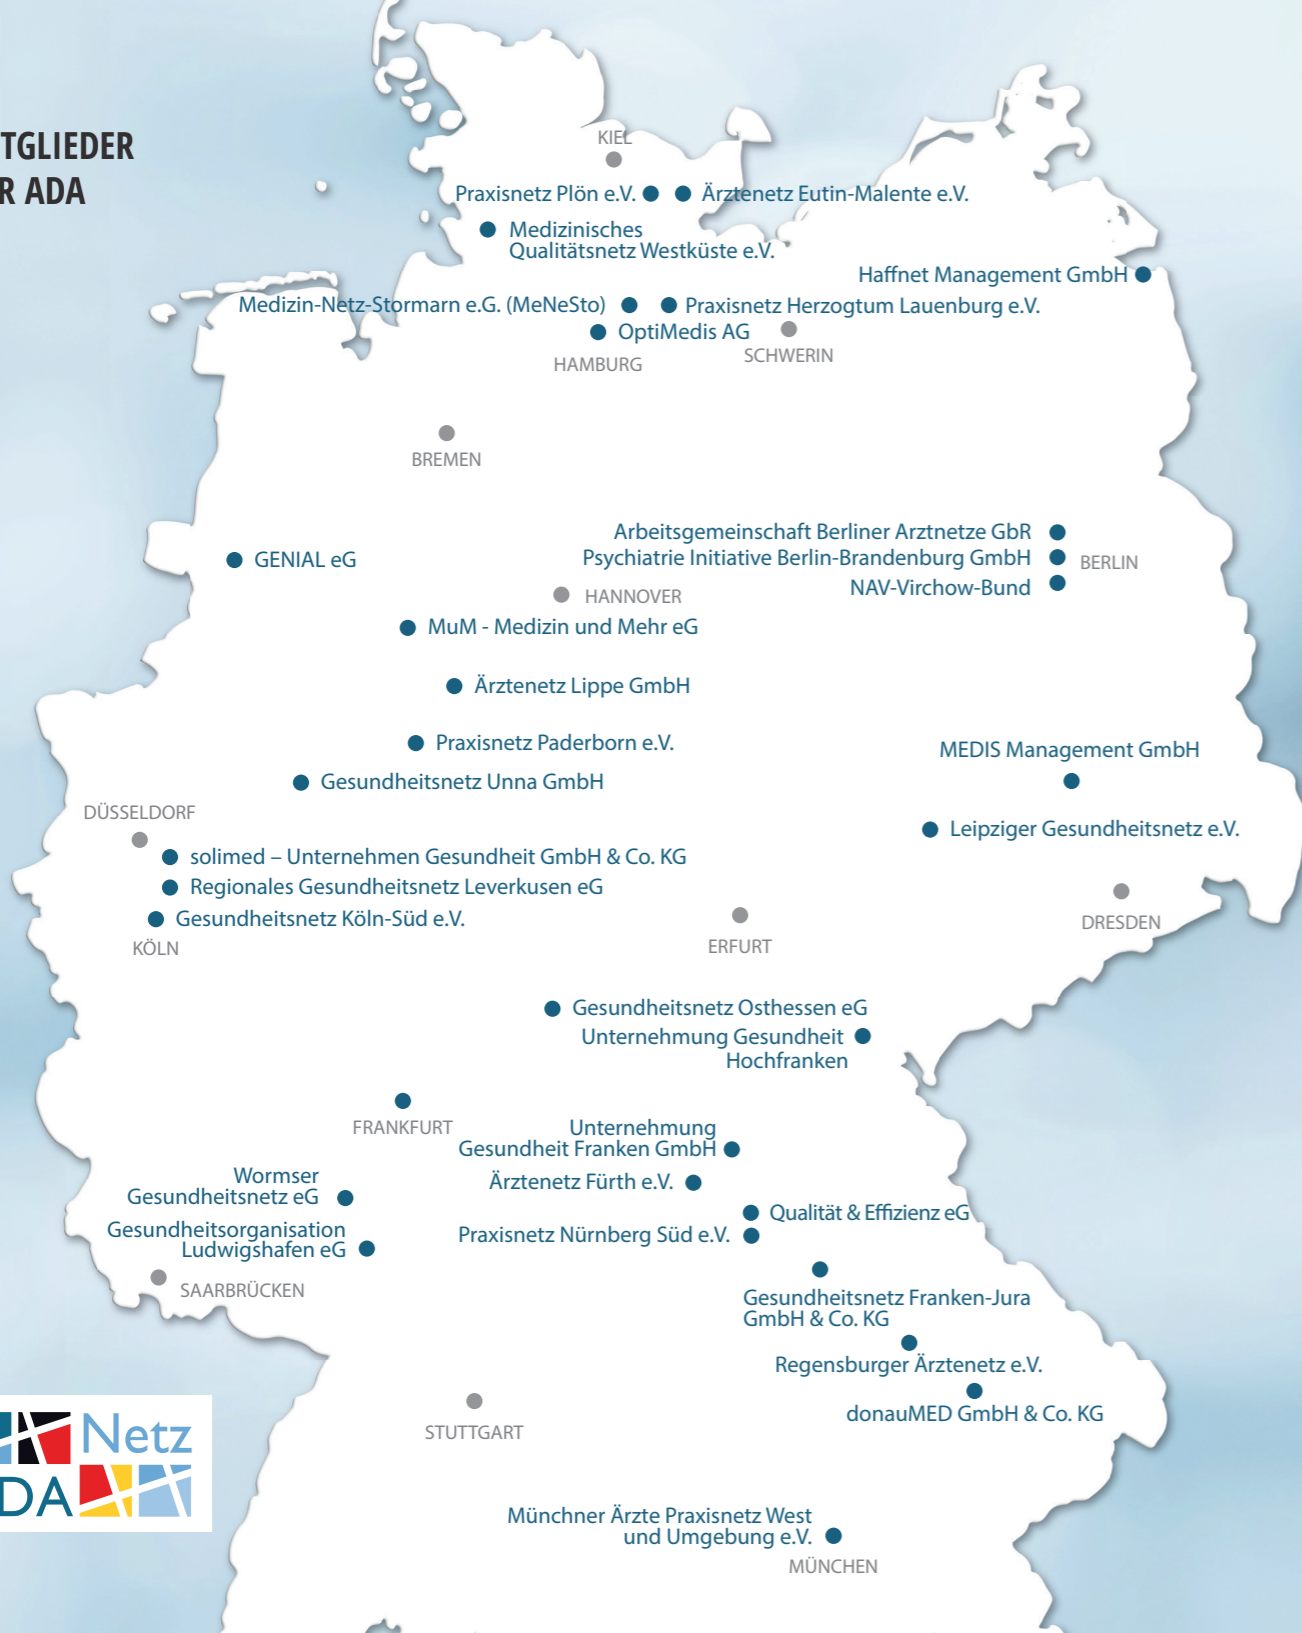 TGLIEDER
R ADA
KIEL
Praxisnetz Plön e.V.
Ärztenetz Eutin-Malente e.V.
Medizinisches
Qualitätsnetz Westküste e.V.
Haffnet Management GmbH
Medizin-Netz-Stormarn e.G. (MeNeSto)
Praxisnetz Herzogtum Lauenburg e.V.
OptiMedis AG
SCHWERIN
HAMBURG
BREMEN
Arbeitsgemeinschaft Berliner Arztnetze GbR
Psychiatrie Initiative Berlin-Brandenburg GmbH
BERLIN
NAV-Virchow-Bund
GENIAL eG
HANNOVER
MuM - Medizin und Mehr eG
Ärztenetz Lippe GmbH
Praxisnetz Paderborn e.V.
MEDIS Management GmbH
Gesundheitsnetz Unna GmbH
DÜSSELDORF
Leipziger Gesundheitsnetz e.V.
solimed – Unternehmen Gesundheit GmbH & Co. KG
Regionales Gesundheitsnetz Leverkusen eG
Gesundheitsnetz Köln-Süd e.V.
KÖLN
ERFURT
DRESDEN
Gesundheitsnetz Osthessen eG
Unternehmung Gesundheit
Hochfranken
FRANKFURT
Unternehmung
Gesundheit Franken GmbH
Wormser
Gesundheitsnetz eG
Ärztenetz Fürth e.V.
Qualität & Effizienz eG
Gesundheitsorganisation
Ludwigshafen eG
Praxisnetz Nürnberg Süd e.V.
SAARBRÜCKEN
Gesundheitsnetz Franken-Jura
GmbH & Co. KG
Regensburger Ärztenetz e.V.
donauMED GmbH & Co. KG
STUTTGART
Netz
DA
Münchner Ärzte Praxisnetz West
und Umgebung e.V.
MÜNCHEN